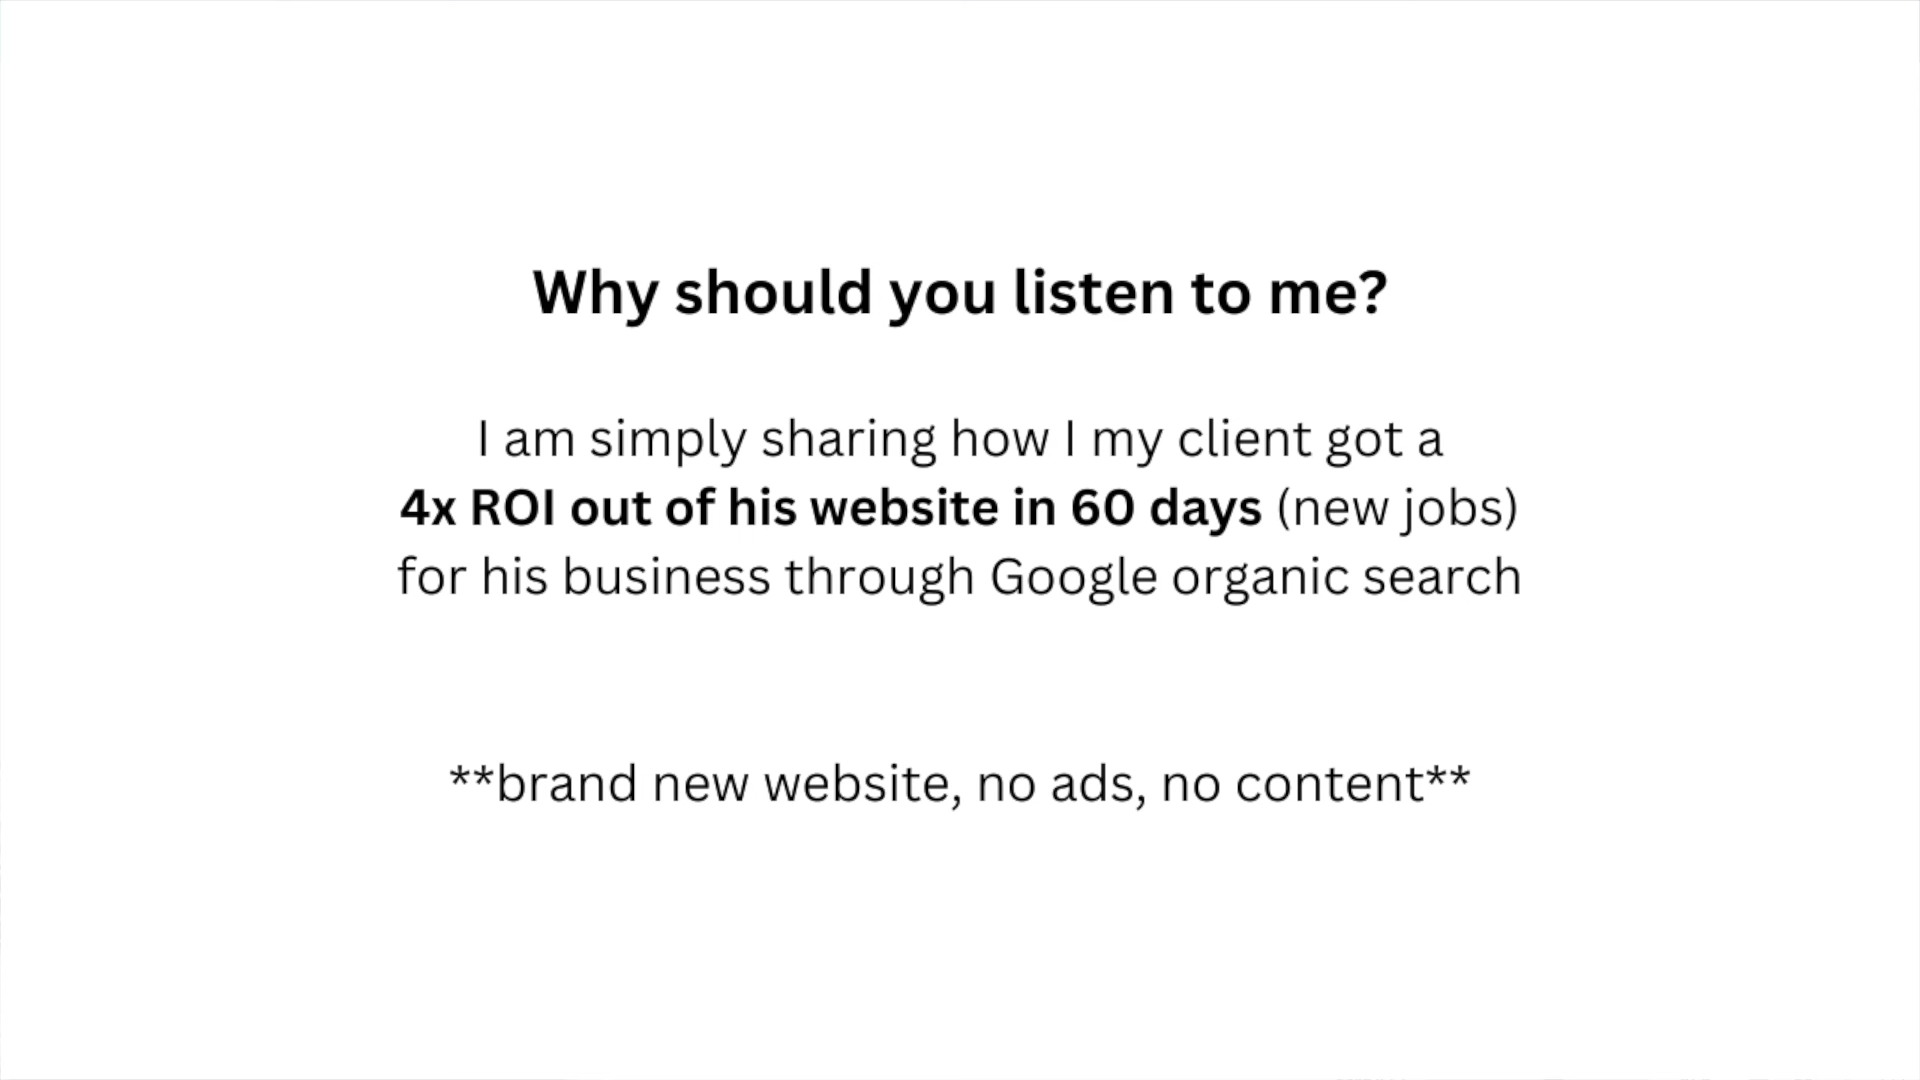 Why should you listen to me?
I am simply sharing how I my client got a
4x ROI out of his website in 60 days (new jobs)
for his business through Google organic search
**brand new website, no ads, no content**